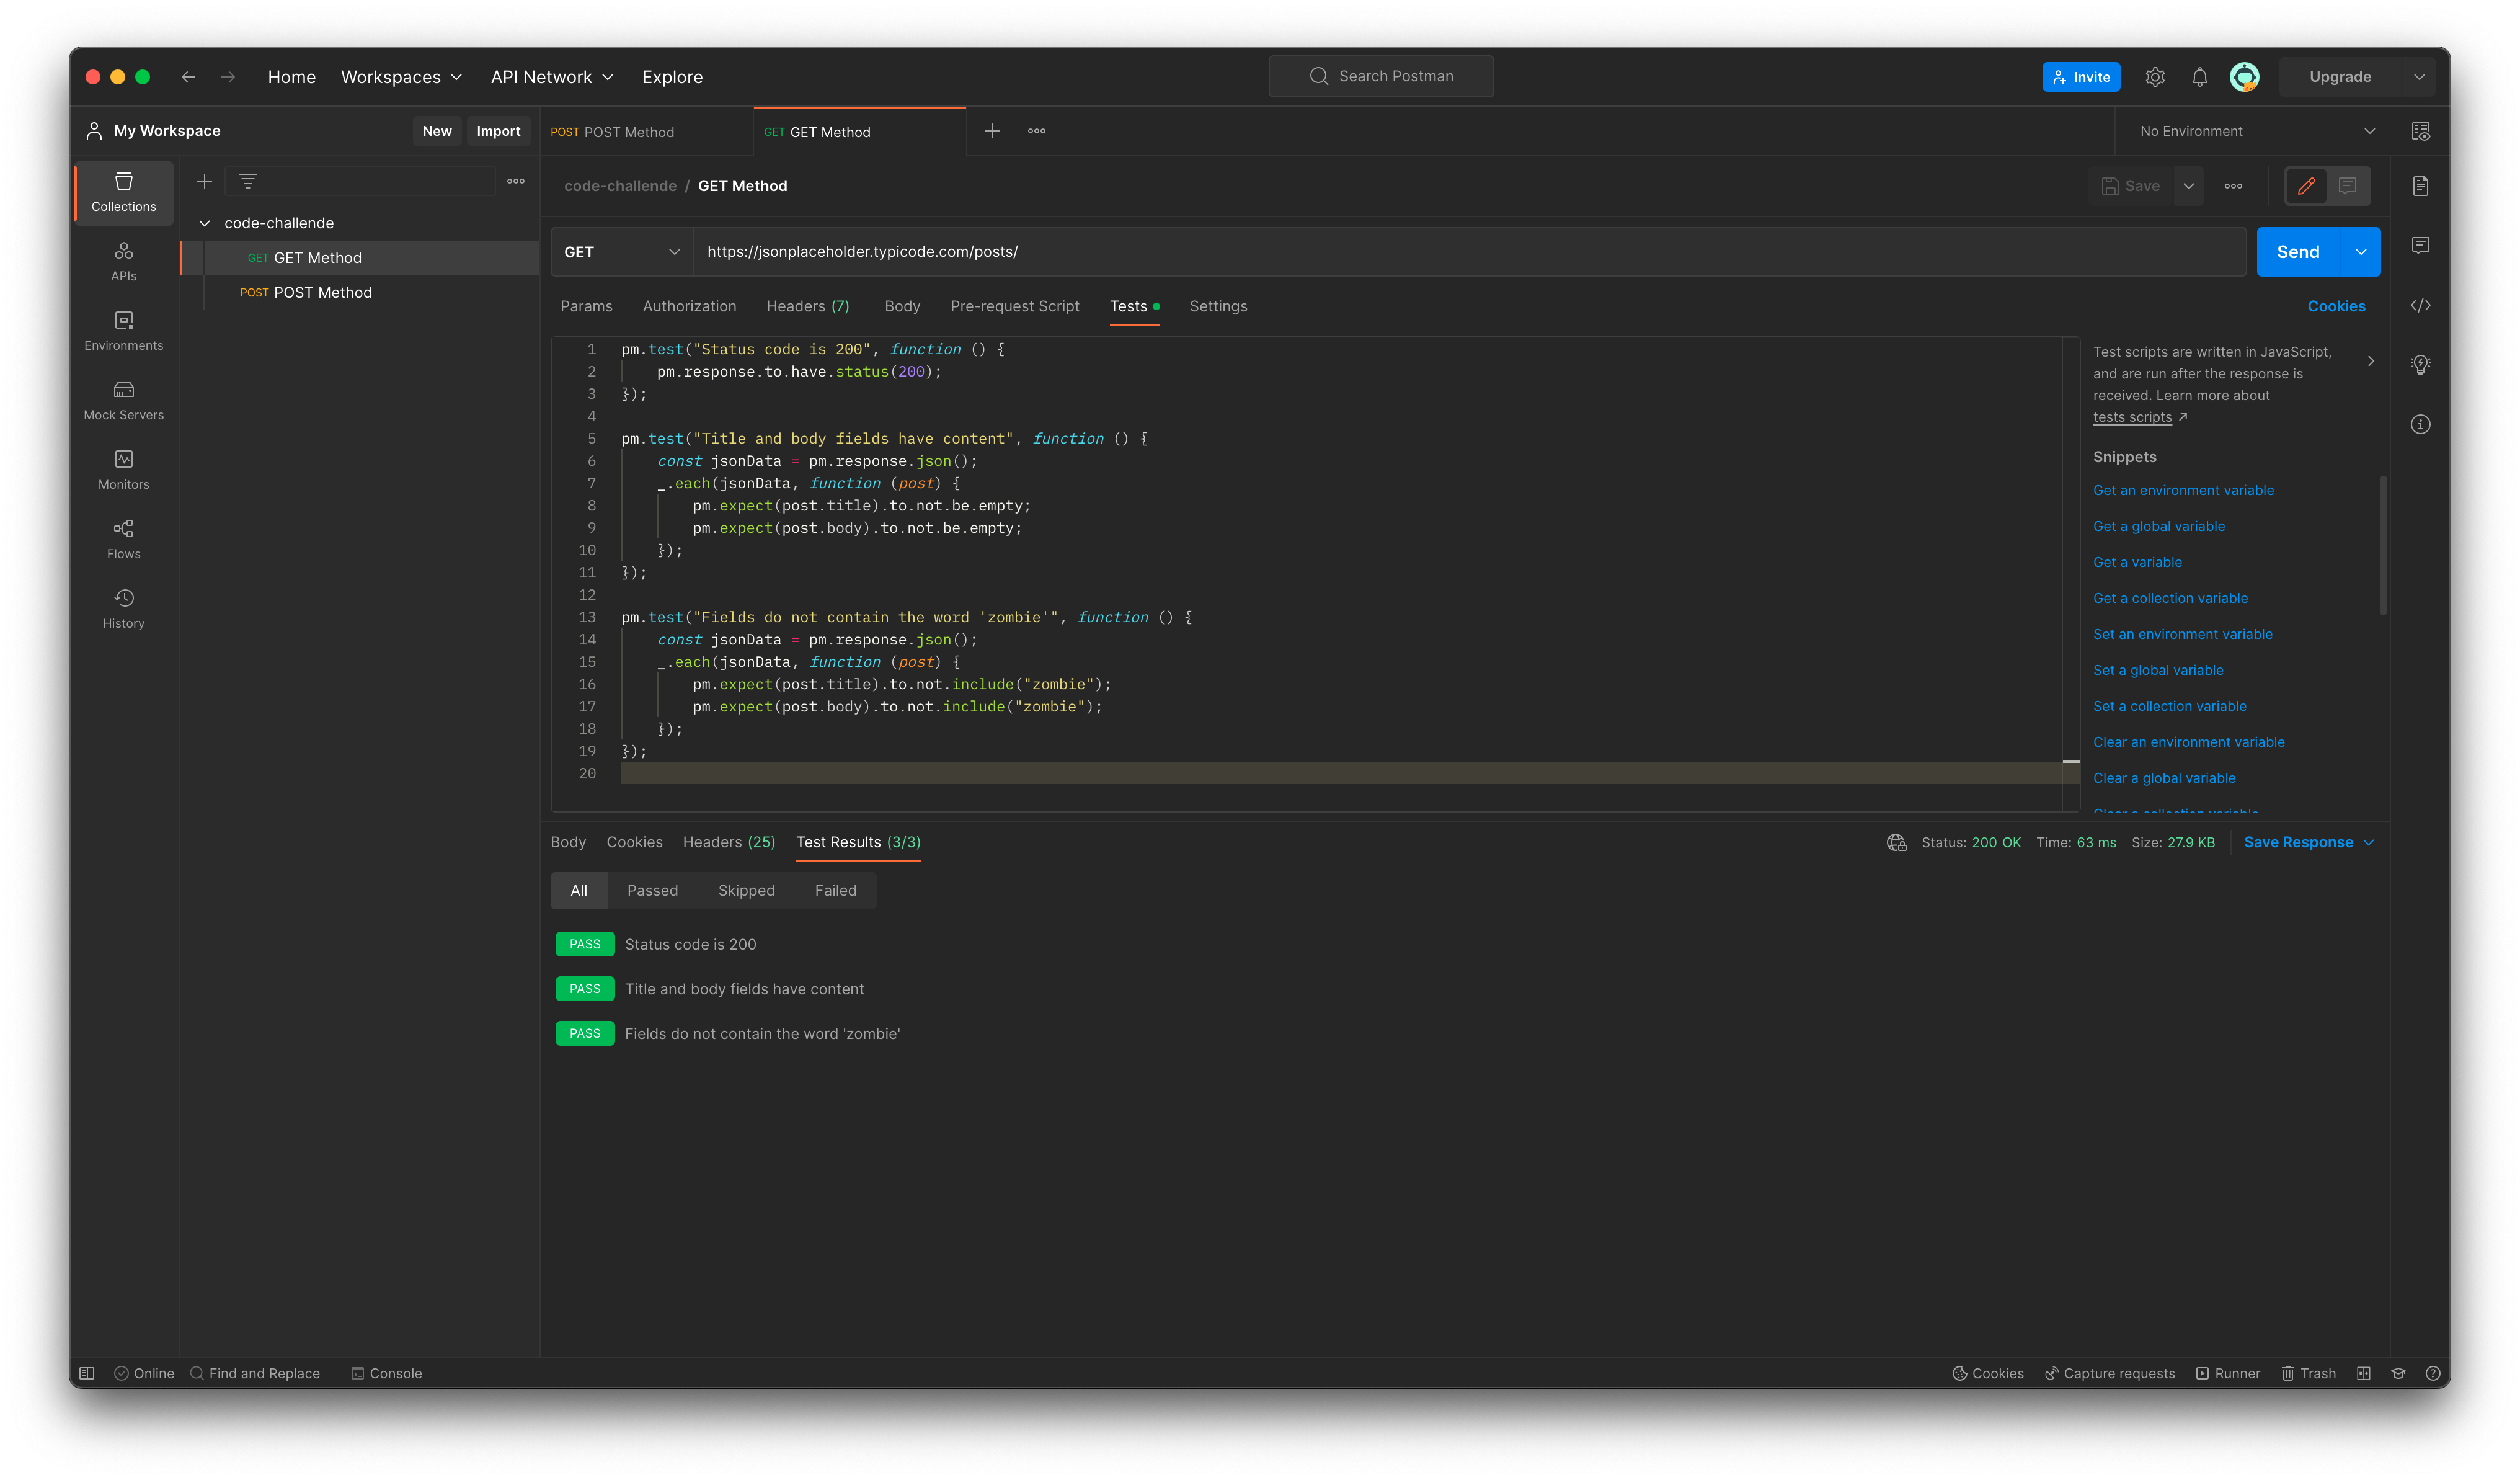 Home Workspaces API Network Explore Search Postman Invite Upgrade
My Workspace New Import POST POST Method GET GET Method No Environment
Collections
APIs
Environments
Mock Servers
Monitors
Flows
History
code-challende
GET GET Method
POST POST Method
code-challende / GET Method Save
GET https://jsonplaceholder.typicode.com/posts/ Send
Params Authorization Headers (7) Body Pre-request Script Tests Settings Cookies
1 pm.test("Status code is 200", function () {
2 pm.response.to.have.status(200);
3 });
4
5 pm.test("Title and body fields have content", function () {
6 const jsonData = pm.response.json();
7 _.each(jsonData, function (post) {
8 pm.expect(post.title).to.not.be.empty;
9 pm.expect(post.body).to.not.be.empty;
10 });
11 });
12
13 pm.test("Fields do not contain the word 'zombie'", function () {
14 const jsonData = pm.response.json();
15 _.each(jsonData, function (post) {
16 pm.expect(post.title).to.not.include("zombie");
17 pm.expect(post.body).to.not.include("zombie");
18 });
19 });
20
Test scripts are written in JavaScript,
and are run after the response is
received. Learn more about
tests scripts
Snippets
Get an environment variable
Get a global variable
Get a variable
Get a collection variable
Set an environment variable
Set a global variable
Set a collection variable
Clear an environment variable
Clear a global variable
Clear a collection variable
Body Cookies Headers (25) Test Results (3/3) Status: 200 OK Time: 63 ms Size: 27.9 KB Save Response
All Passed Skipped Failed
PASS Status code is 200
PASS Title and body fields have content
PASS Fields do not contain the word 'zombie'
Online Find and Replace Console Cookies Capture requests Runner Trash